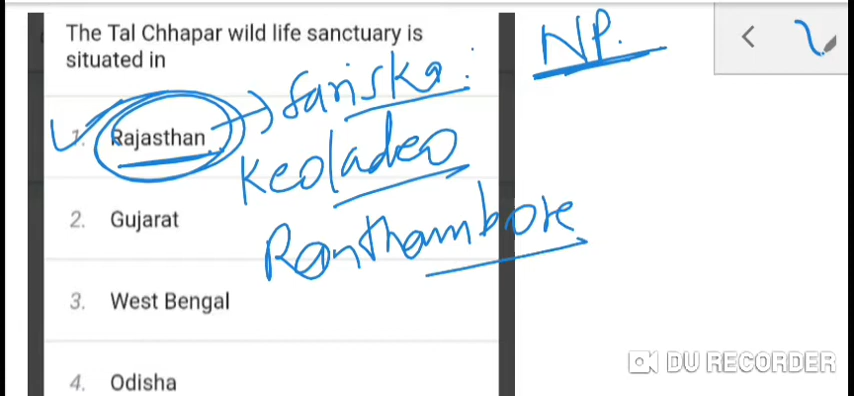 The Tal Chhapar wild life sanctuary is
situated in
NP.
1. Rajasthan
Sariska
Keoladeo
Ranthambore
2. Gujarat
3. West Bengal
4. Odisha
DU RECORDER